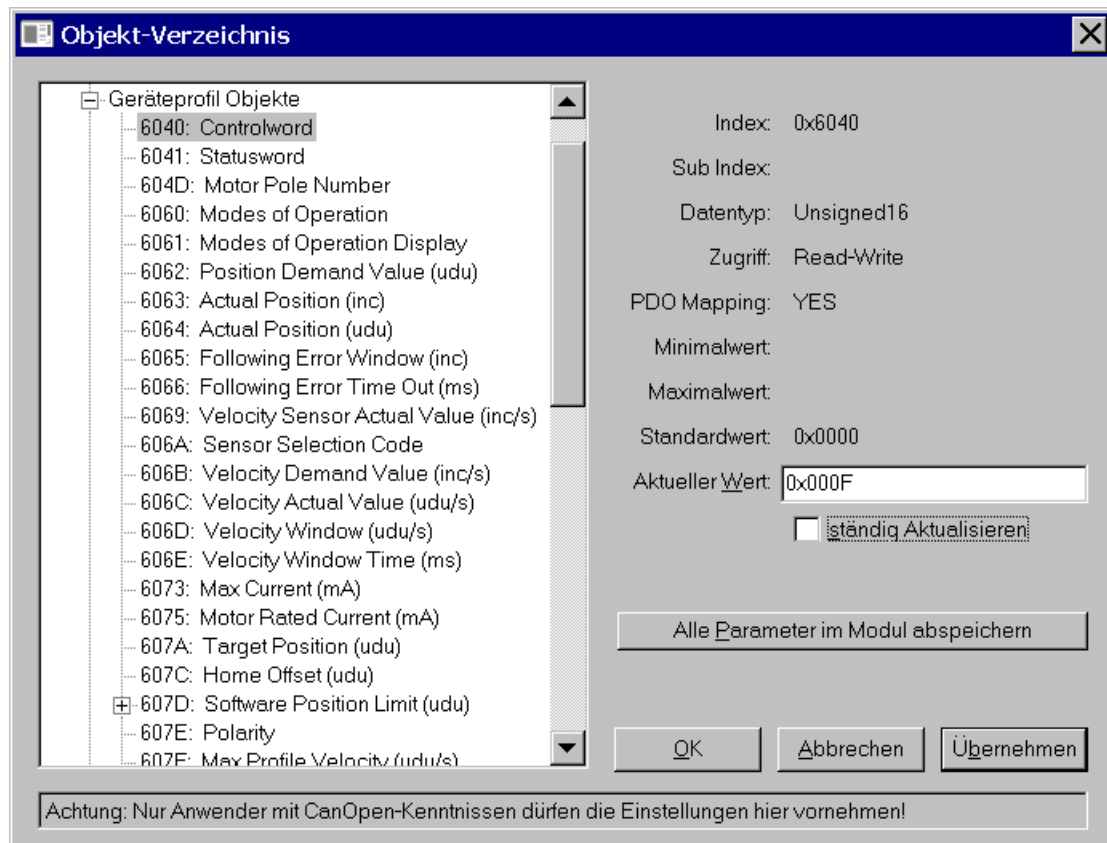 Objekt-Verzeichnis
Geräteprofil Objekte
6040: Controlword
6041: Statusword
604D: Motor Pole Number
6060: Modes of Operation
6061: Modes of Operation Display
6062: Position Demand Value (udu)
6063: Actual Position (inc)
6064: Actual Position (udu)
6065: Following Error Window (inc)
6066: Following Error Time Out (ms)
6069: Velocity Sensor Actual Value (inc/s)
606A: Sensor Selection Code
606B: Velocity Demand Value (inc/s)
606C: Velocity Actual Value (udu/s)
606D: Velocity Window (udu/s)
606E: Velocity Window Time (ms)
6073: Max Current (mA)
6075: Motor Rated Current (mA)
607A: Target Position (udu)
607C: Home Offset (udu)
607D: Software Position Limit (udu)
607E: Polarity
607F: Max Profile Velocity (udu/s)
Index: 0x6040
Sub Index:
Datentyp: Unsigned16
Zugriff: Read-Write
PDO Mapping: YES
Minimalwert:
Maximalwert:
Standardwert: 0x0000
Aktueller Wert: 0x000F
ständig Aktualisieren
Alle Parameter im Modul abspeichern
OK Abbrechen Übernehmen
Achtung: Nur Anwender mit CanOpen-Kenntnissen dürfen die Einstellungen hier vornehmen!